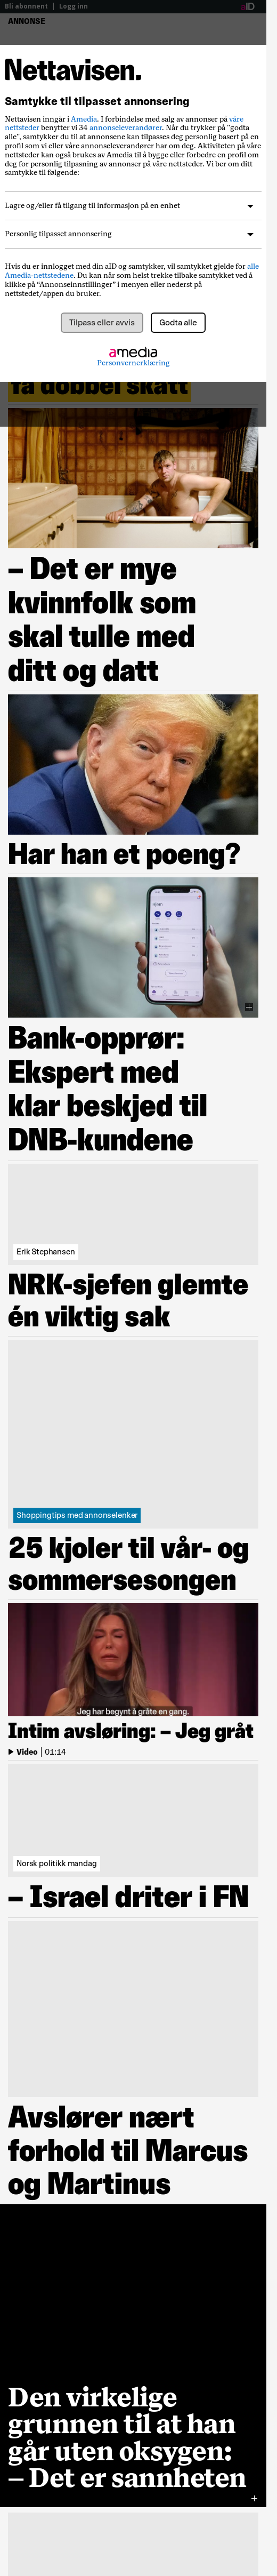 Bli abonnent | Logg inn
aID
ANNONSE
Nettavisen.
Samtykke til tilpasset annonsering
Nettavisen inngår i Amedia. I forbindelse med salg av annonser på våre
nettsteder benytter vi 34 annonseleverandører. Når du trykker på "godta
alle", samtykker du til at annonsene kan tilpasses deg personlig basert på en
profil som vi eller våre annonseleverandører har om deg. Aktiviteten på våre
nettsteder kan også brukes av Amedia til å bygge eller forbedre en profil om
deg for personlig tilpasning av annonser på våre nettsteder. Vi ber om ditt
samtykke til følgende:
Lagre og/eller få tilgang til informasjon på en enhet
Personlig tilpasset annonsering
Hvis du er innlogget med din aID og samtykker, vil samtykket gjelde for alle
Amedia-nettstedene. Du kan når som helst trekke tilbake samtykket ved å
klikke på “Annonseinnstillinger” i menyen eller nederst på
nettstedet/appen du bruker.
Tilpass eller avvis
Godta alle
amedia
Personvernerklæring
få dobbel skatt
– Det er mye
kvinnfolk som
skal tulle med
ditt og datt
Har han et poeng?
Bank-opprør:
Ekspert med
klar beskjed til
DNB-kundene
Erik Stephansen
NRK-sjefen glemte
én viktig sak
Shoppingtips med annonselenker
25 kjoler til vår- og
sommersesongen
Jeg har begynt å gråte en gang.
Intim avsløring: – Jeg gråt
Video | 01:14
Norsk politikk mandag
– Israel driter i FN
Avslører nært
forhold til Marcus
og Martinus
Den virkelige
grunnen til at han
går uten oksygen:
– Det er sannheten